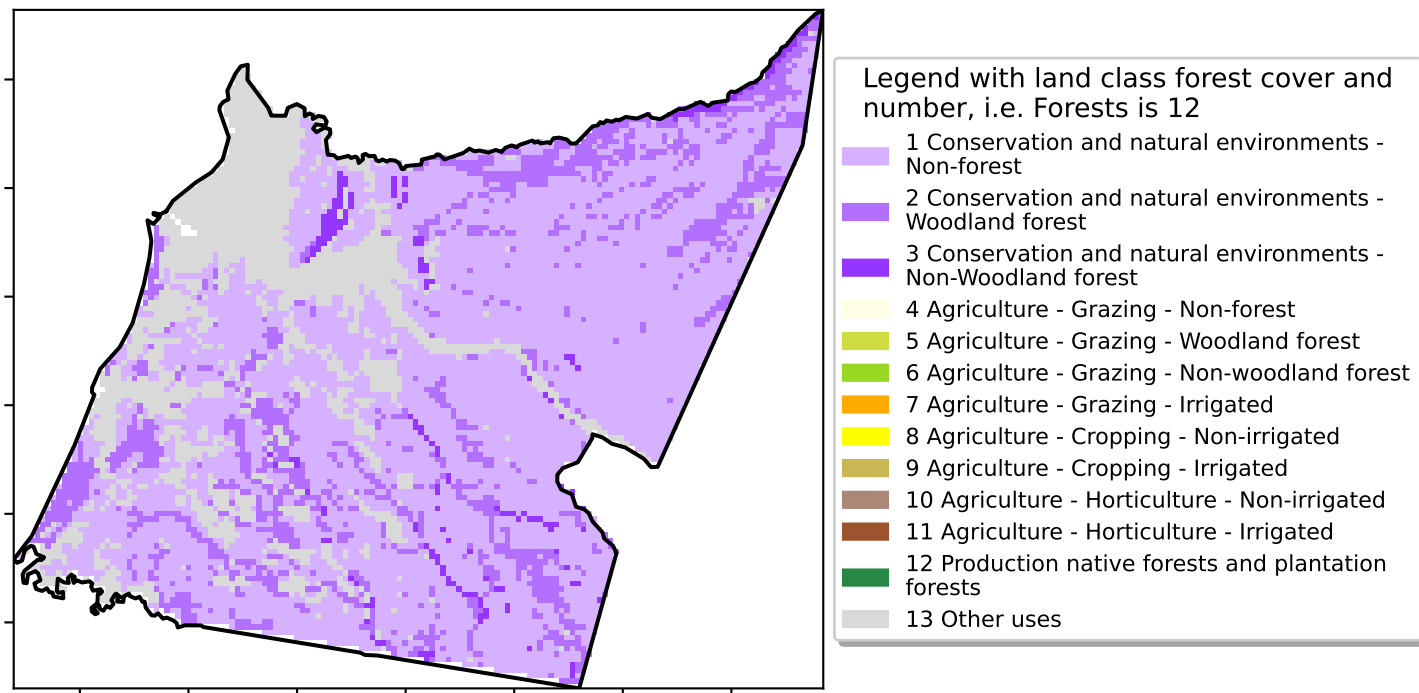 Legend with land class forest cover and
number, i.e. Forests is 12
1 Conservation and natural environments -
Non-forest
2 Conservation and natural environments -
Woodland forest
3 Conservation and natural environments -
Non-Woodland forest
4 Agriculture - Grazing - Non-forest
5 Agriculture - Grazing - Woodland forest
6 Agriculture - Grazing - Non-woodland forest
7 Agriculture - Grazing - Irrigated
8 Agriculture - Cropping - Non-irrigated
9 Agriculture - Cropping - Irrigated
10 Agriculture - Horticulture - Non-irrigated
11 Agriculture - Horticulture - Irrigated
12 Production native forests and plantation
forests
13 Other uses